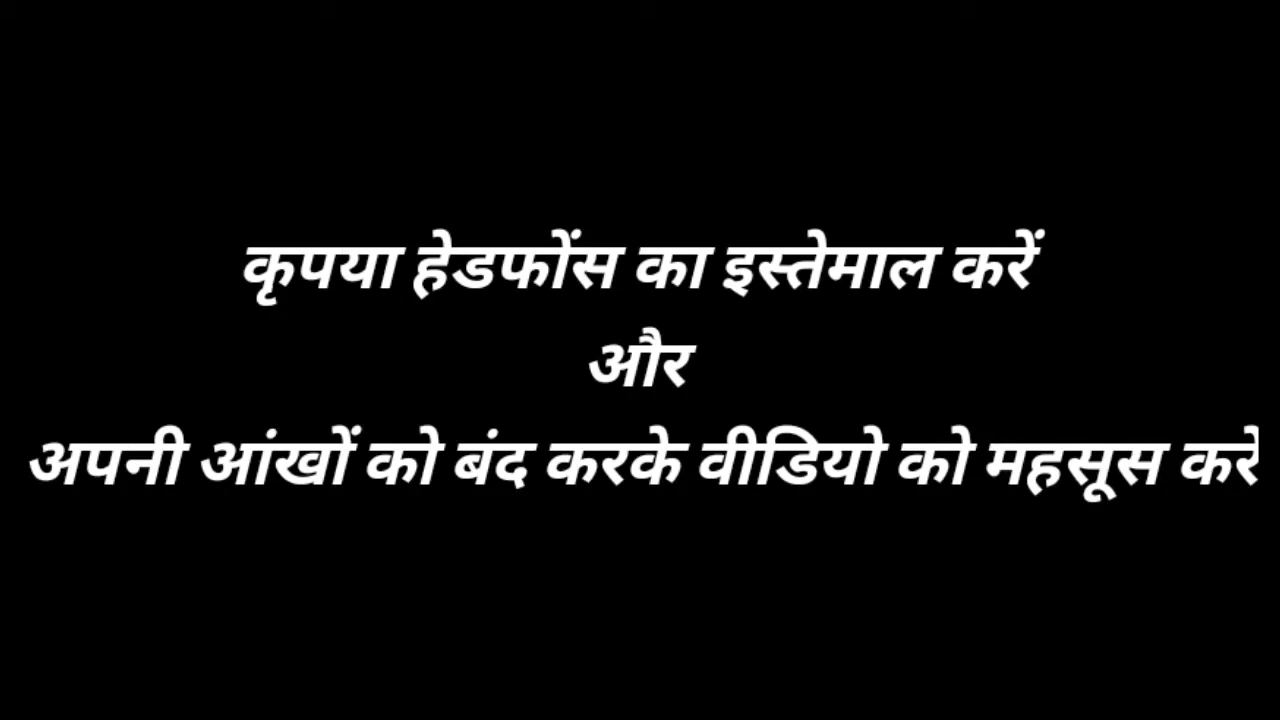 कृपया हेडफोंस का इस्तेमाल करें
और
अपनी आंखों को बंद करके वीडियो को महसूस करे